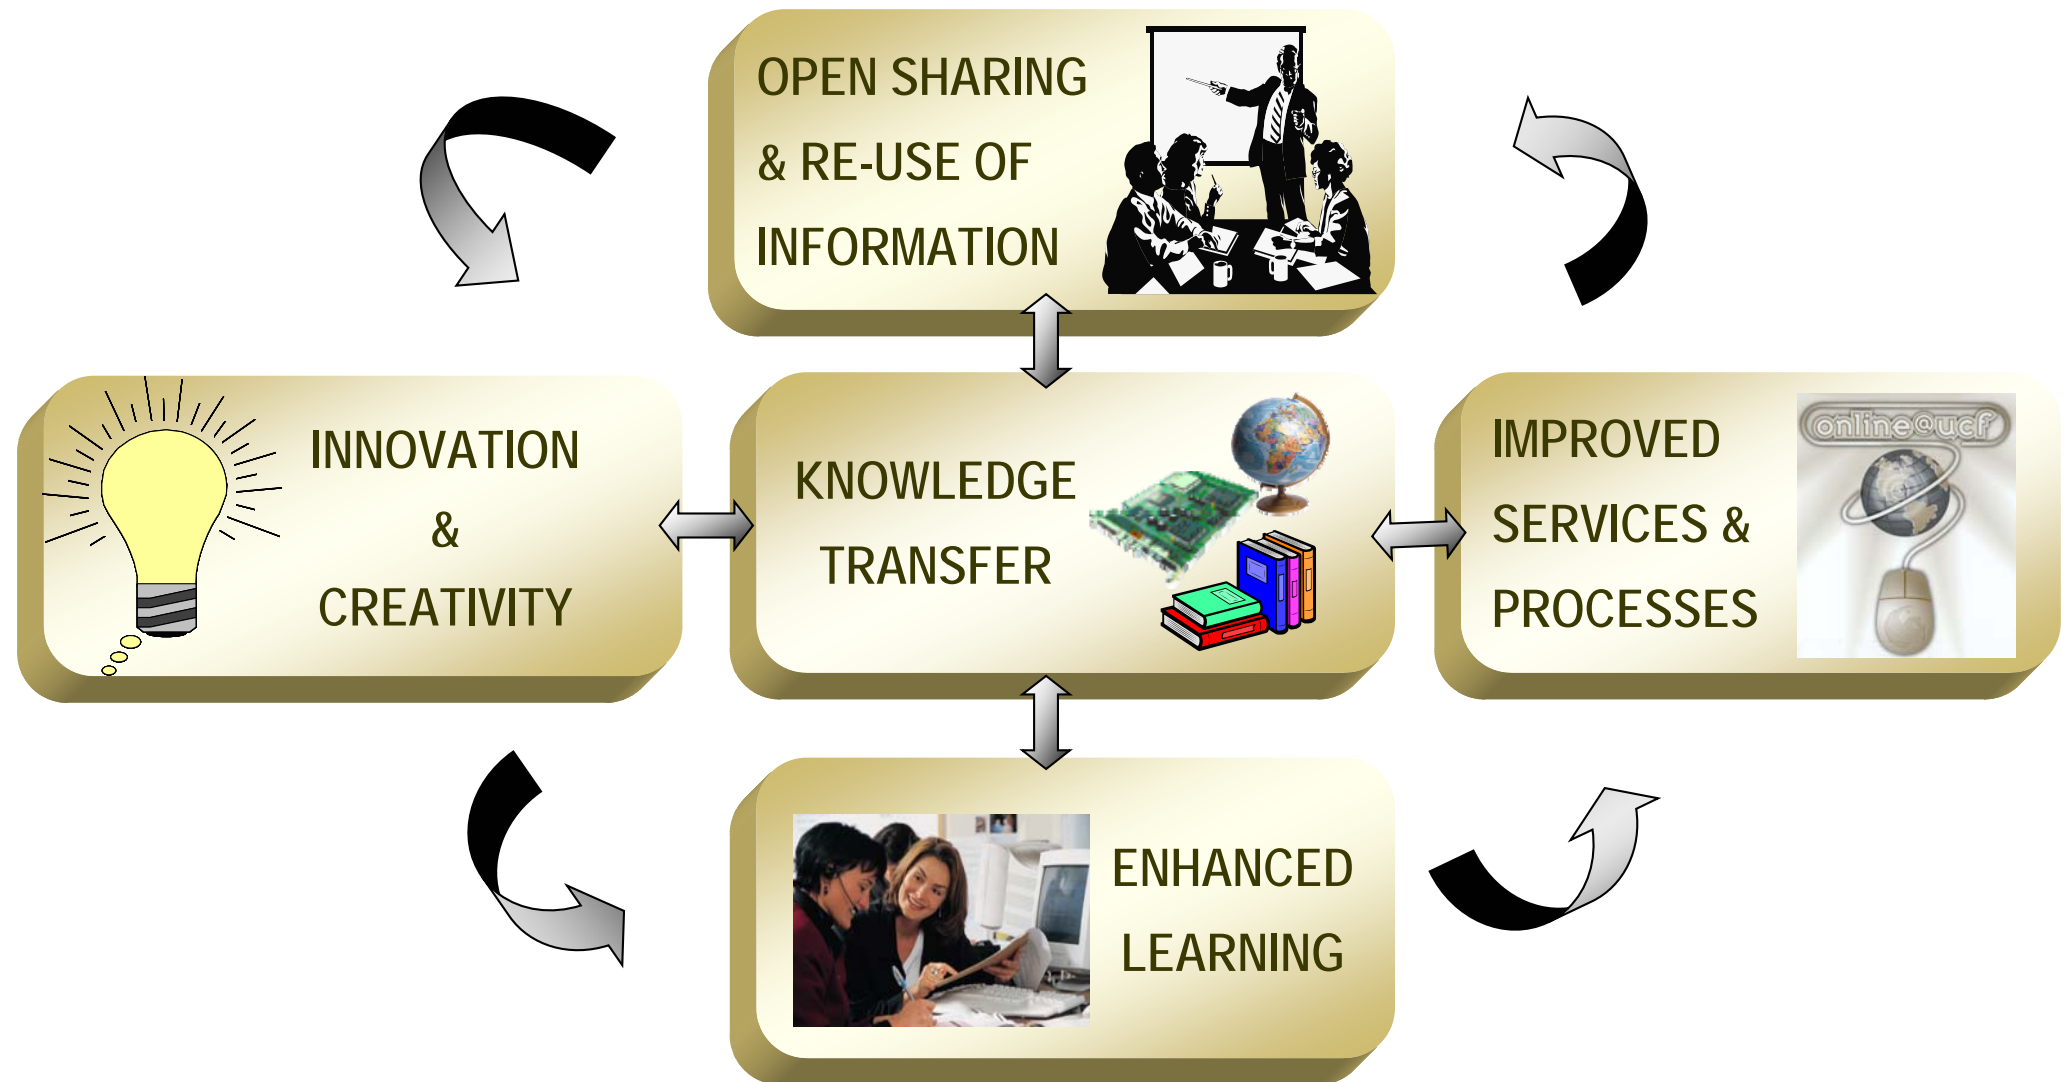 OPEN SHARING
& RE-USE OF
INFORMATION
INNOVATION
&
CREATIVITY
KNOWLEDGE
TRANSFER
IMPROVED
SERVICES &
PROCESSES
online@ucf
ENHANCED
LEARNING